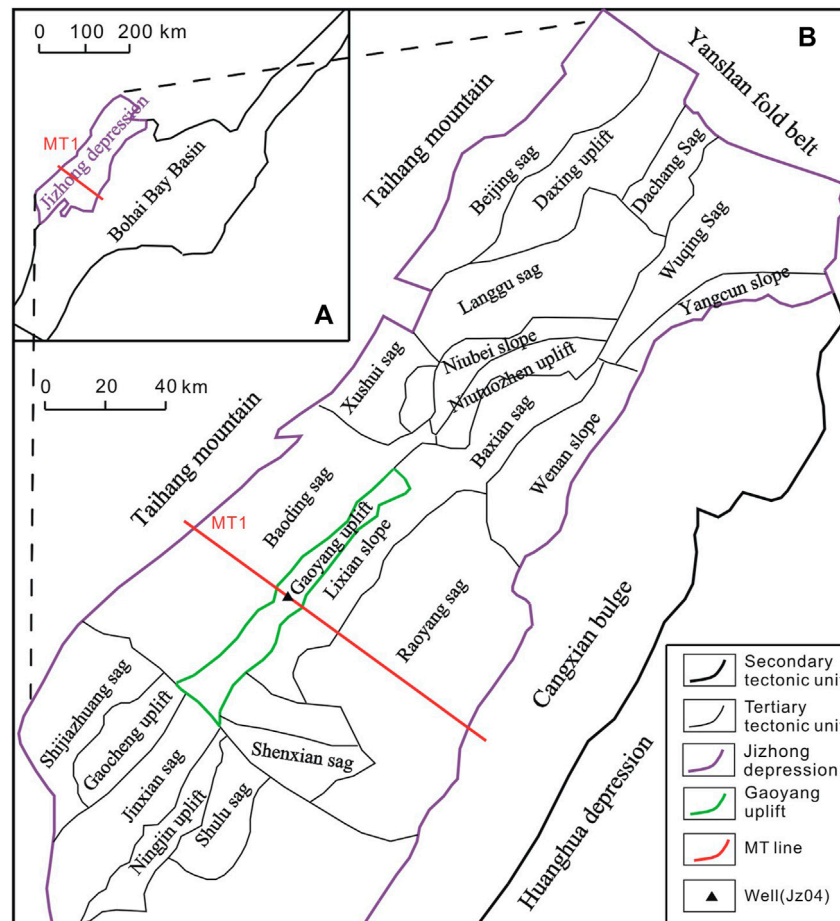 0 100 200 km
A
MT1
Jizhong depression
Bohai Bay Basin
B
Yanshan fold belt
Taihang mountain
Beijing sag
Daxing uplift
Dachang Sag
Wuqing Sag
Yangcun slope
Langgu sag
Niubei slope
Niutuozhen uplift
Xushui sag
Baxian sag
Wenan slope
0 20 40 km
Taihang mountain
MT1
Baoding sag
Gaoyang uplift
Lixian slope
Raoyang sag
Cangxian bulge
Huanghua depression
Shijiazhuang sag
Gaocheng uplift
Jinxian sag
Ningjin uplift
Shulu sag
Shenxian sag
Secondary
tectonic uni
Tertiary
tectonic uni
Jizhong
depression
Gaoyang
uplift
MT line
Well(Jz04)